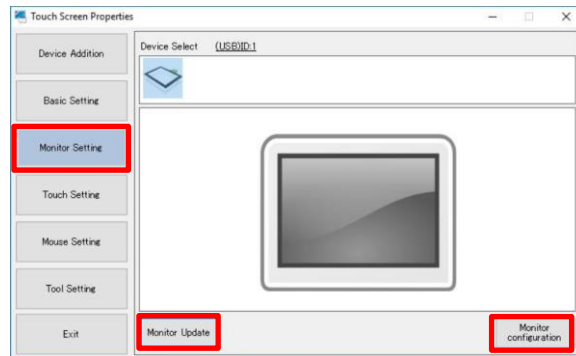 Touch Screen Properties
Device Addition
Basic Setting
Monitor Setting
Touch Setting
Mouse Setting
Tool Setting
Exit
Device Select (USB)ID:1
Monitor Update
Monitor
configuration